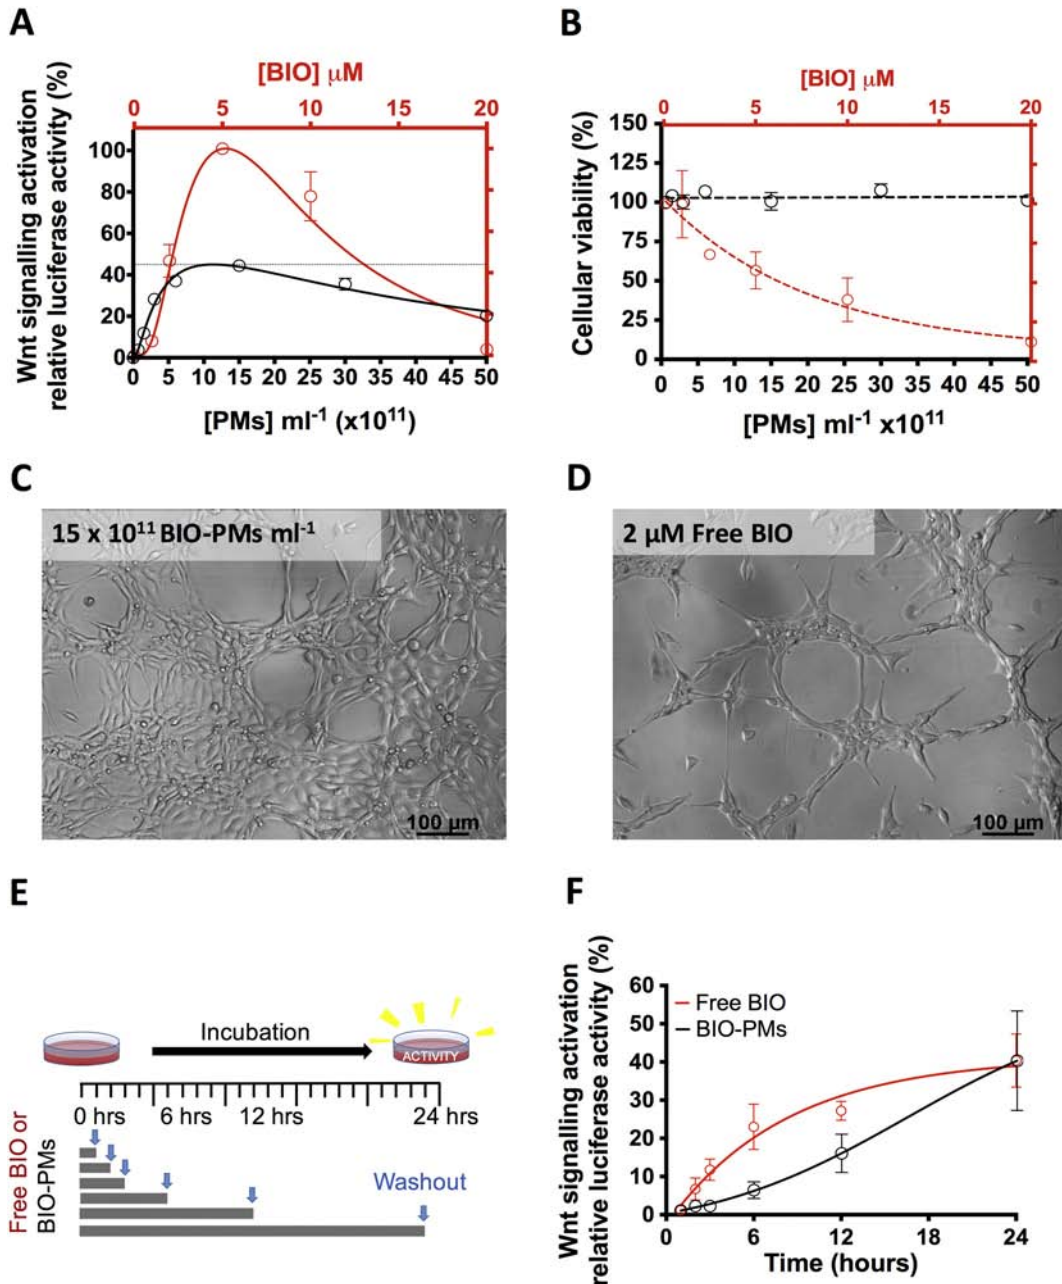 A
[BIO] μM
0 5 10 15 20
Wnt signalling activation
relative luciferase activity (%)
100
80
60
40
20
0
0 5 10 15 20 25 30 35 40 45 50
[PMs] ml-1 (x1011)
B
[BIO] μM
0 5 10 15 20
Cellular viability (%)
150
125
100
75
50
25
0
0 5 10 15 20 25 30 35 40 45 50
[PMs] ml-1 x1011
C
15 x 1011 BIO-PMs ml-1
100 μm
D
2 μM Free BIO
100 μm
E
Incubation
ACTIVITY
0 hrs 6 hrs 12 hrs 24 hrs
Free BIO or
BIO-PMs
Washout
F
Wnt signalling activation
relative luciferase activity (%)
60
50
40
30
20
10
0
Free BIO
BIO-PMs
0 6 12 18 24
Time (hours)